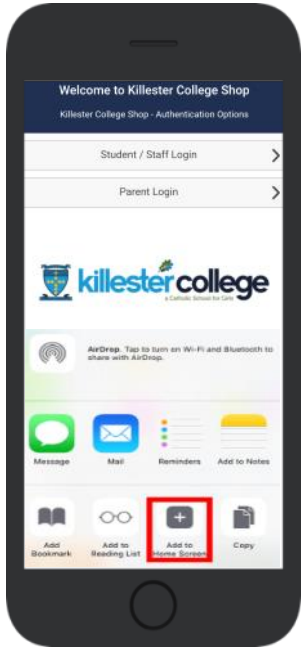 Welcome to Killester College Shop
Killester College Shop - Authentication Options
Student / Staff Login
Parent Login
killester college
a Catholic School for Girls
AirDrop. Tap to turn on Wi-Fi and Bluetooth to
share with AirDrop.
Message Mail Reminders Add to Notes
Add Bookmark
Add to Reading List
Add to Home Screen
Copy